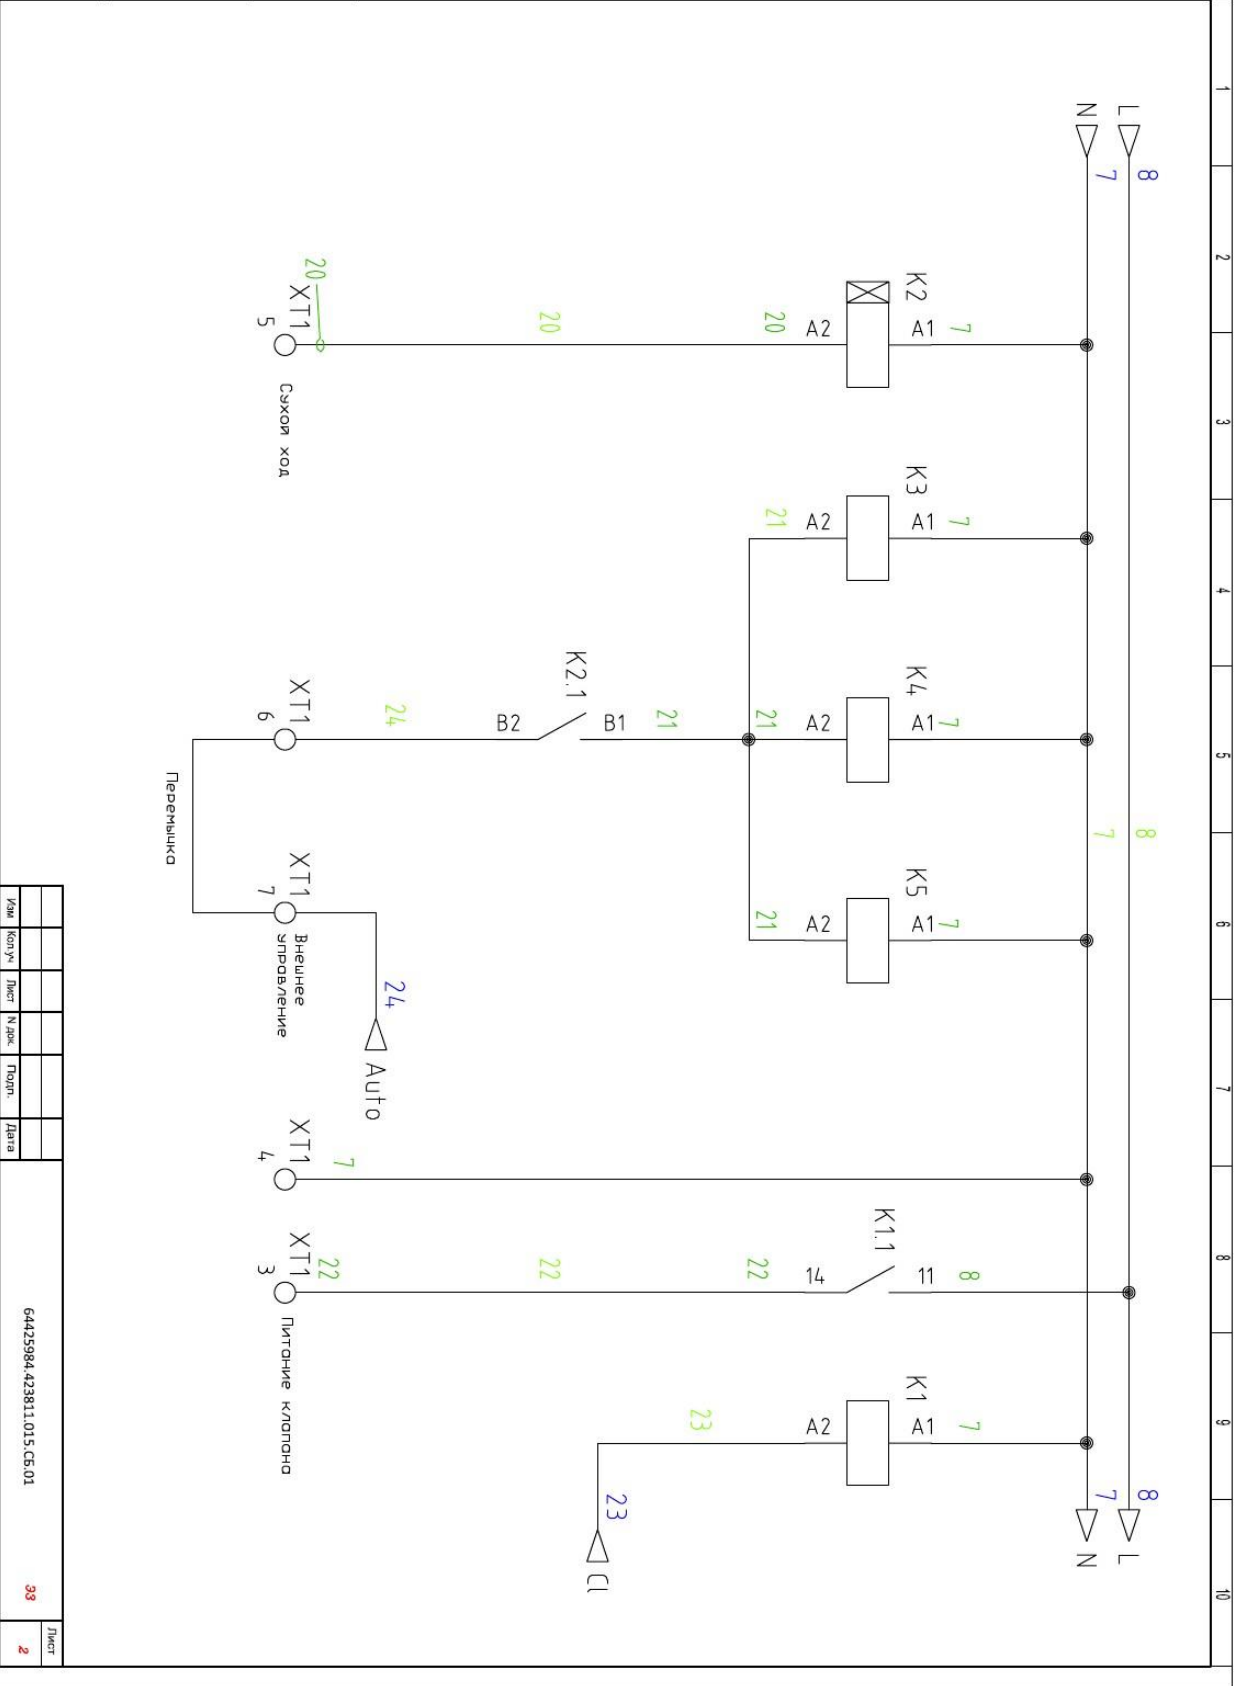 1
2
3
4
5
6
7
8
9
10
L
8
8
8
L
N
7
7
7
N
K2
A1
7
A2
20
20
20
XT1
5
Сухой ход
K3
A1
7
A2
21
K4
A1
7
A2
21
21
K5
A1
7
A2
21
K2.1
B1
B2
24
XT1
6
Перемычка
XT1
7
Внешнее
управление
24
Auto
XT1
4
7
K1.1
11
8
14
22
22
22
XT1
3
Питание клапана
K1
A1
7
A2
23
23
Cl
Изм
Кол.уч
Лист
N док.
Подп.
Дата
64425984.423811.015.С6.01
ЭЗ
Лист
2